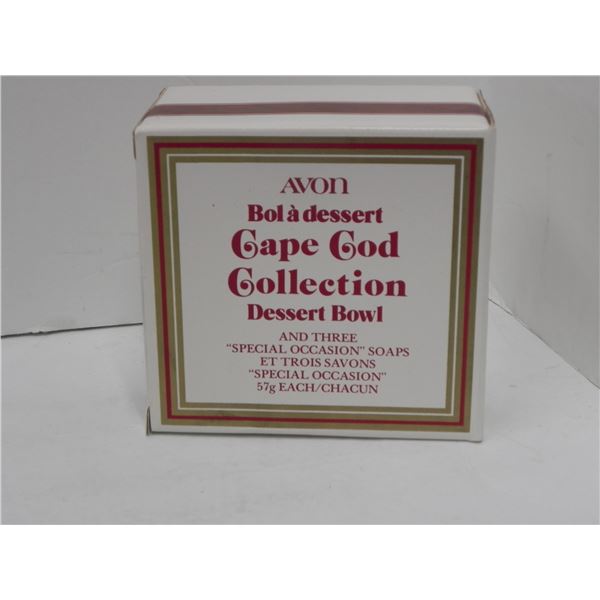 AVON
Bol à dessert
Cape Cod
Collection
Dessert Bowl
AND THREE
"SPECIAL OCCASION" SOAPS
ET TROIS SAVONS
"SPECIAL OCCASION"
57g EACH/CHACUN